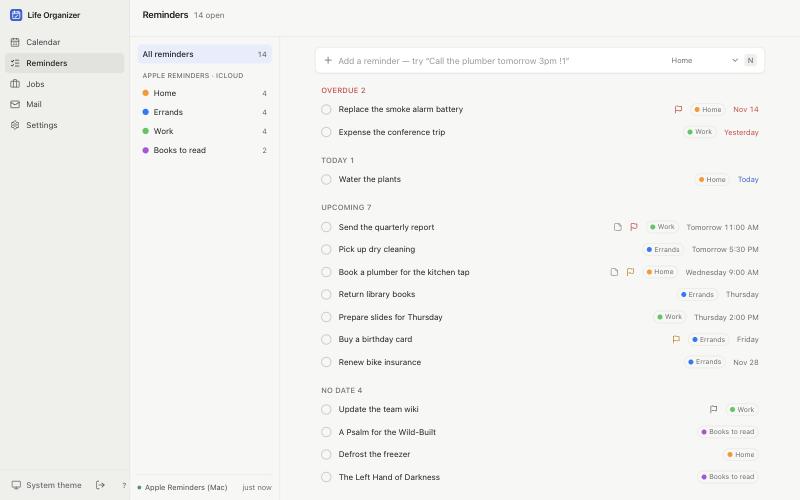 Life Organizer
Calendar
Reminders
Jobs
Mail
Settings
System theme ?
Reminders 14 open
All reminders 14
APPLE REMINDERS · ICLOUD
Home 4
Errands 4
Work 4
Books to read 2
Apple Reminders (Mac) just now
Add a reminder — try “Call the plumber tomorrow 3pm !1” Home N
OVERDUE 2
Replace the smoke alarm battery Home Nov 14
Expense the conference trip Work Yesterday
TODAY 1
Water the plants Home Today
UPCOMING 7
Send the quarterly report Work Tomorrow 11:00 AM
Pick up dry cleaning Errands Tomorrow 5:30 PM
Book a plumber for the kitchen tap Home Wednesday 9:00 AM
Return library books Errands Thursday
Prepare slides for Thursday Work Thursday 2:00 PM
Buy a birthday card Errands Friday
Renew bike insurance Errands Nov 28
NO DATE 4
Update the team wiki Work
A Psalm for the Wild-Built Books to read
Defrost the freezer Home
The Left Hand of Darkness Books to read